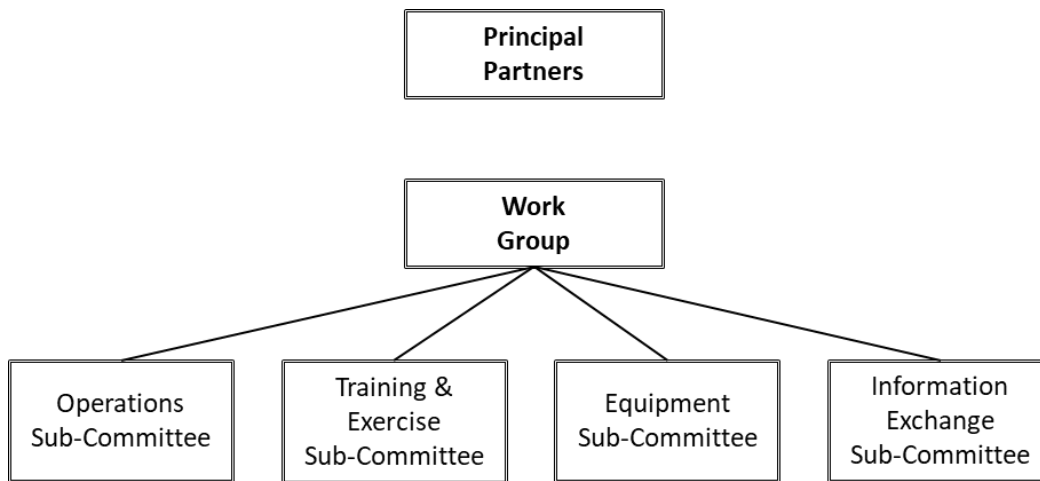 Principal
Partners
Work
Group
Operations
Sub-Committee
Training &
Exercise
Sub-Committee
Equipment
Sub-Committee
Information
Exchange
Sub-Committee